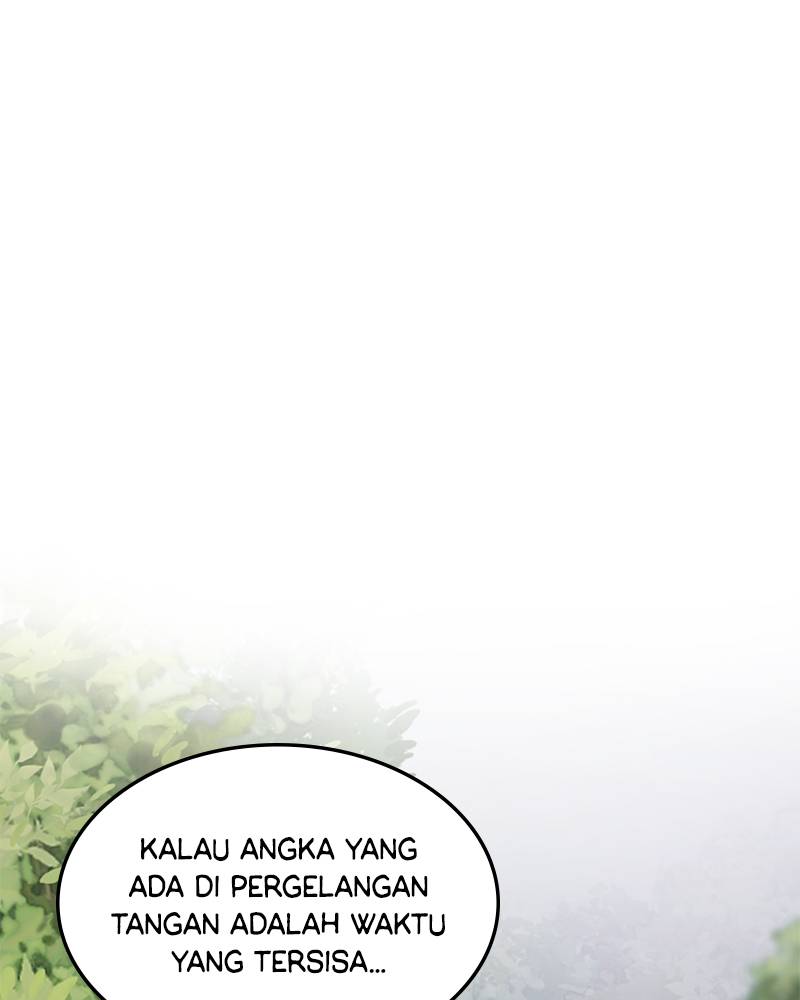 KALAU ANGKA YANG
ADA DI PERGELANGAN
TANGAN ADALAH WAKTU
YANG TERSISA...